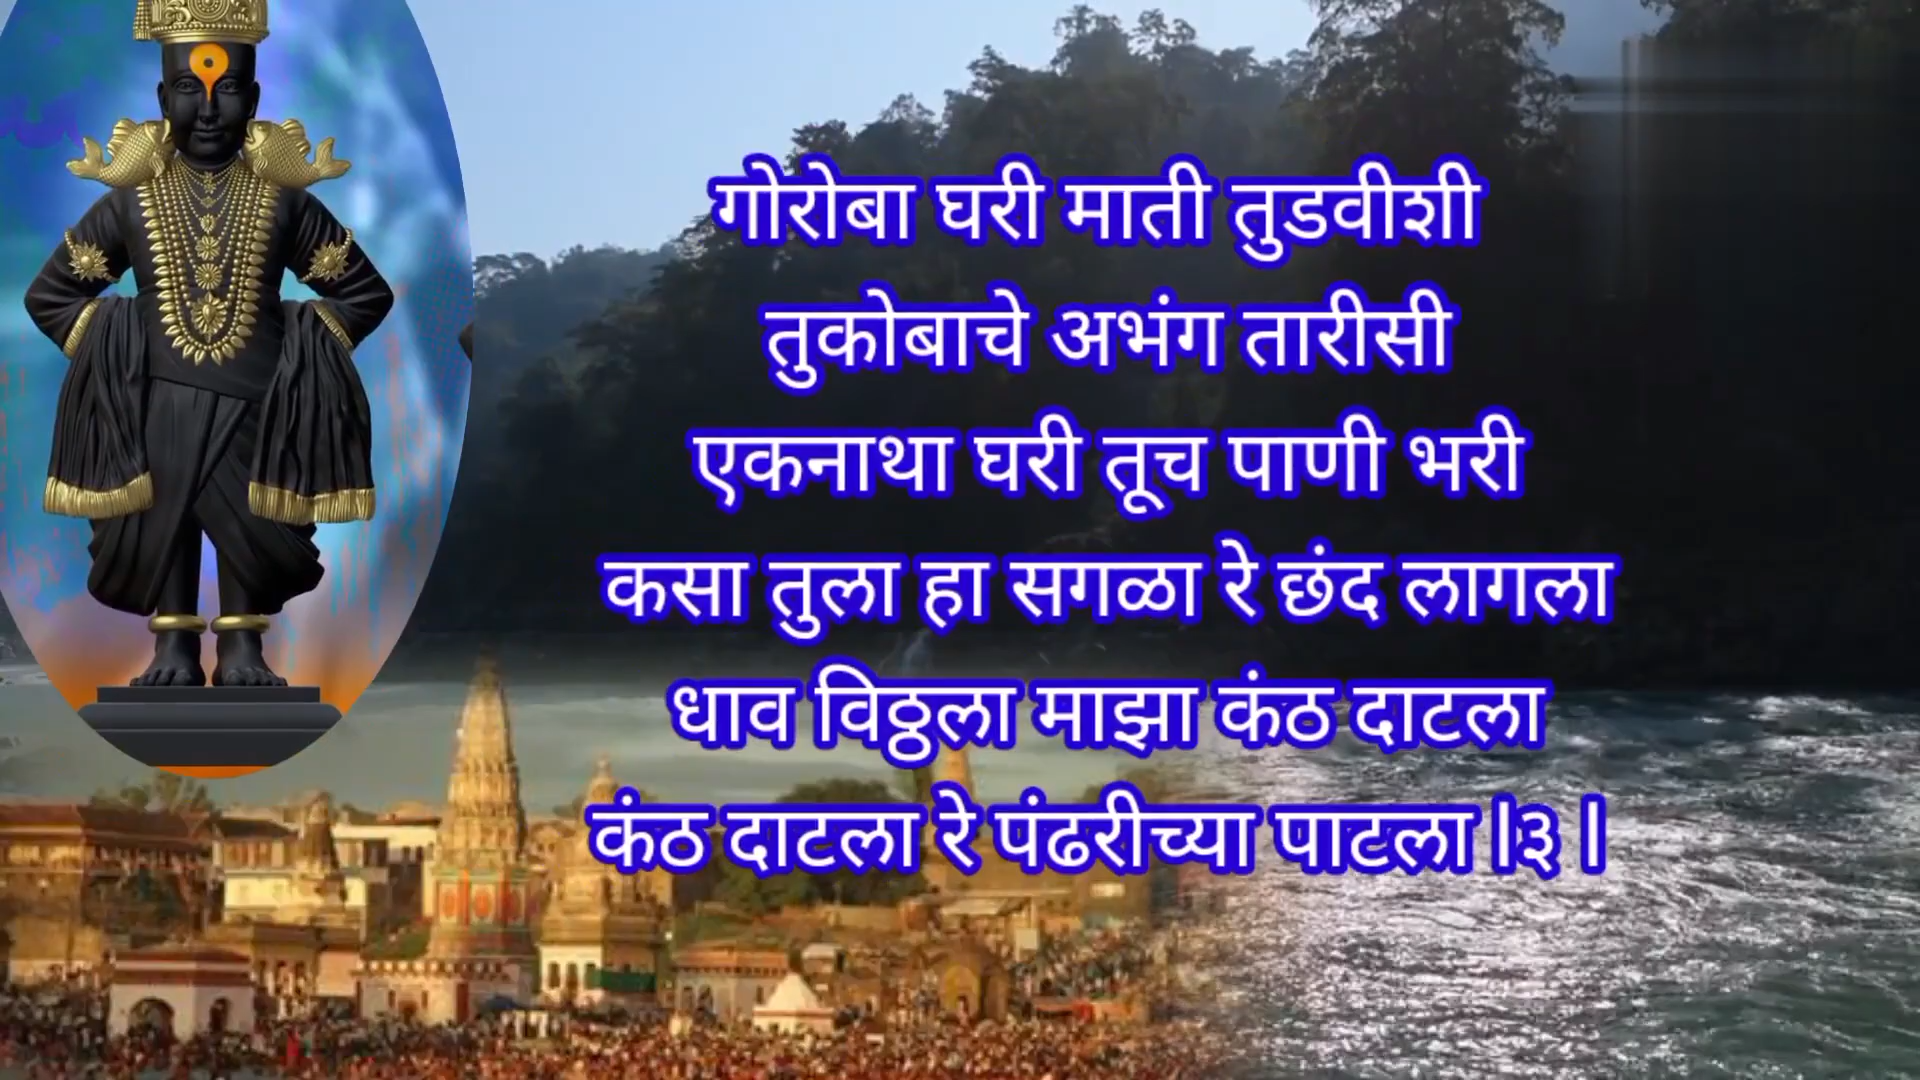 गोरोबा घरी माती तुडवीशी
तुकोबाचे अभंग तारीसी
एकनाथा घरी तूच पाणी भरी
कसा तुला हा सगळा रे छंद लागला
धाव विठ्ठला माझा कंठ दाटला
कंठ दाटला रे पंढरीच्या पाटला |३ |